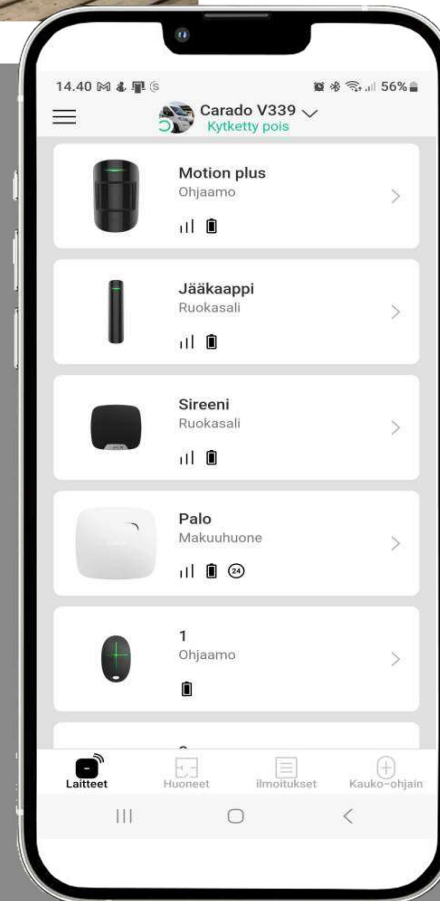 14.40
56%
Carado V339
Kytketty pois
Motion plus
Ohjaamo
Jääkaappi
Ruokasali
Sireeni
Ruokasali
Palo
Makuuhuone
24
1
Ohjaamo
Laitteet
Huoneet
ilmoitukset
Kauko-ohjain